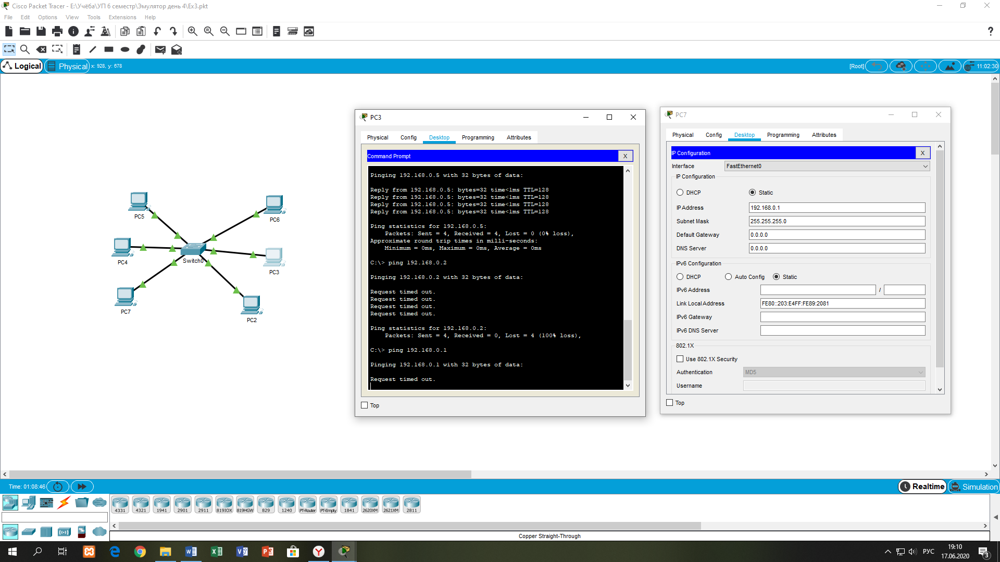 Cisco Packet Tracer - E:\Учёба\УП 6 семестр\Эмулятор день 4\Ex3.pkt
File Edit Options View Tools Extensions Help
Logical Physical x: 928, y: 678 [Root] 11:02:30
PC5
PC6
PC4
Switch0
PC3
PC7
PC2
PC3
Physical Config Desktop Programming Attributes
Command Prompt X
Pinging 192.168.0.5 with 32 bytes of data:
Reply from 192.168.0.5: bytes=32 time<1ms TTL=128
Reply from 192.168.0.5: bytes=32 time<1ms TTL=128
Reply from 192.168.0.5: bytes=32 time<1ms TTL=128
Reply from 192.168.0.5: bytes=32 time<1ms TTL=128
Ping statistics for 192.168.0.5:
Packets: Sent = 4, Received = 4, Lost = 0 (0% loss),
Approximate round trip times in milli-seconds:
Minimum = 0ms, Maximum = 0ms, Average = 0ms
C:\> ping 192.168.0.2
Pinging 192.168.0.2 with 32 bytes of data:
Request timed out.
Request timed out.
Request timed out.
Request timed out.
Ping statistics for 192.168.0.2:
Packets: Sent = 4, Received = 0, Lost = 4 (100% loss),
C:\> ping 192.168.0.1
Pinging 192.168.0.1 with 32 bytes of data:
Request timed out.
Top
PC7
Physical Config Desktop Programming Attributes
IP Configuration X
Interface FastEthernet0
IP Configuration
DHCP Static
IP Address 192.168.0.1
Subnet Mask 255.255.255.0
Default Gateway 0.0.0.0
DNS Server 0.0.0.0
IPv6 Configuration
DHCP Auto Config Static
IPv6 Address /
Link Local Address FE80::203:E4FF:FE89:2081
IPv6 Gateway
IPv6 DNS Server
802.1X
Use 802.1X Security
Authentication MD5
Username
Top
Time: 01:08:46 Realtime Simulation
4331 4321 1941 2901 2911 819IOX 819HGW 829 1240 PT-Router PT-Empty 1841 2620XM 2621XM 2811
Copper Straight-Through
РУС 19:10
17.06.2020
3